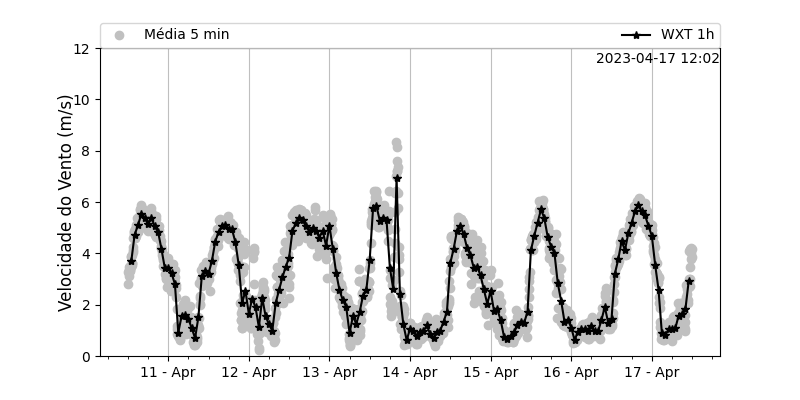 Média 5 min
WXT 1h
2023-04-17 12:02
Velocidade do Vento (m/s)
12
10
8
6
4
2
0
11 - Apr
12 - Apr
13 - Apr
14 - Apr
15 - Apr
16 - Apr
17 - Apr